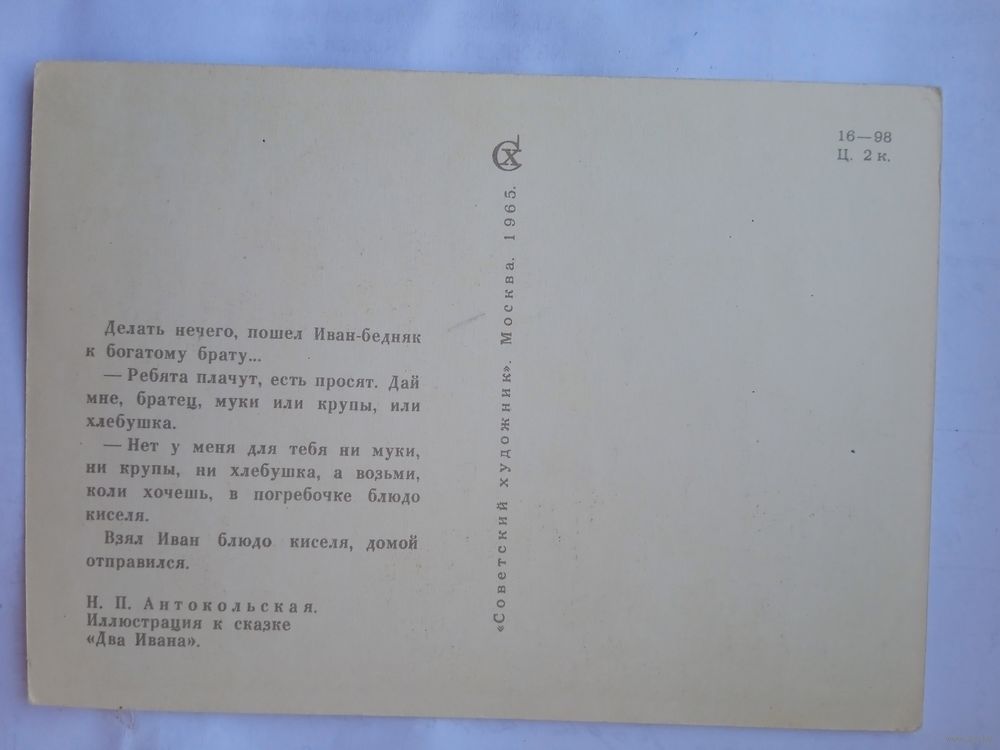 Делать нечего, пошел Иван-бедняк
к богатому брату...
— Ребята плачут, есть просят. Дай
мне, братец, муки или крупы, или
хлебушка.
— Нет у меня для тебя ни муки,
ни крупы, ни хлебушка, а возьми,
коли хочешь, в погребочке блюдо
киселя.
Взял Иван блюдо киселя, домой
отправился.
Н. П. Антокольская.
Иллюстрация к сказке
«Два Ивана».
СХ
«Советский художник». Москва. 1965.
16—98
Ц. 2 к.